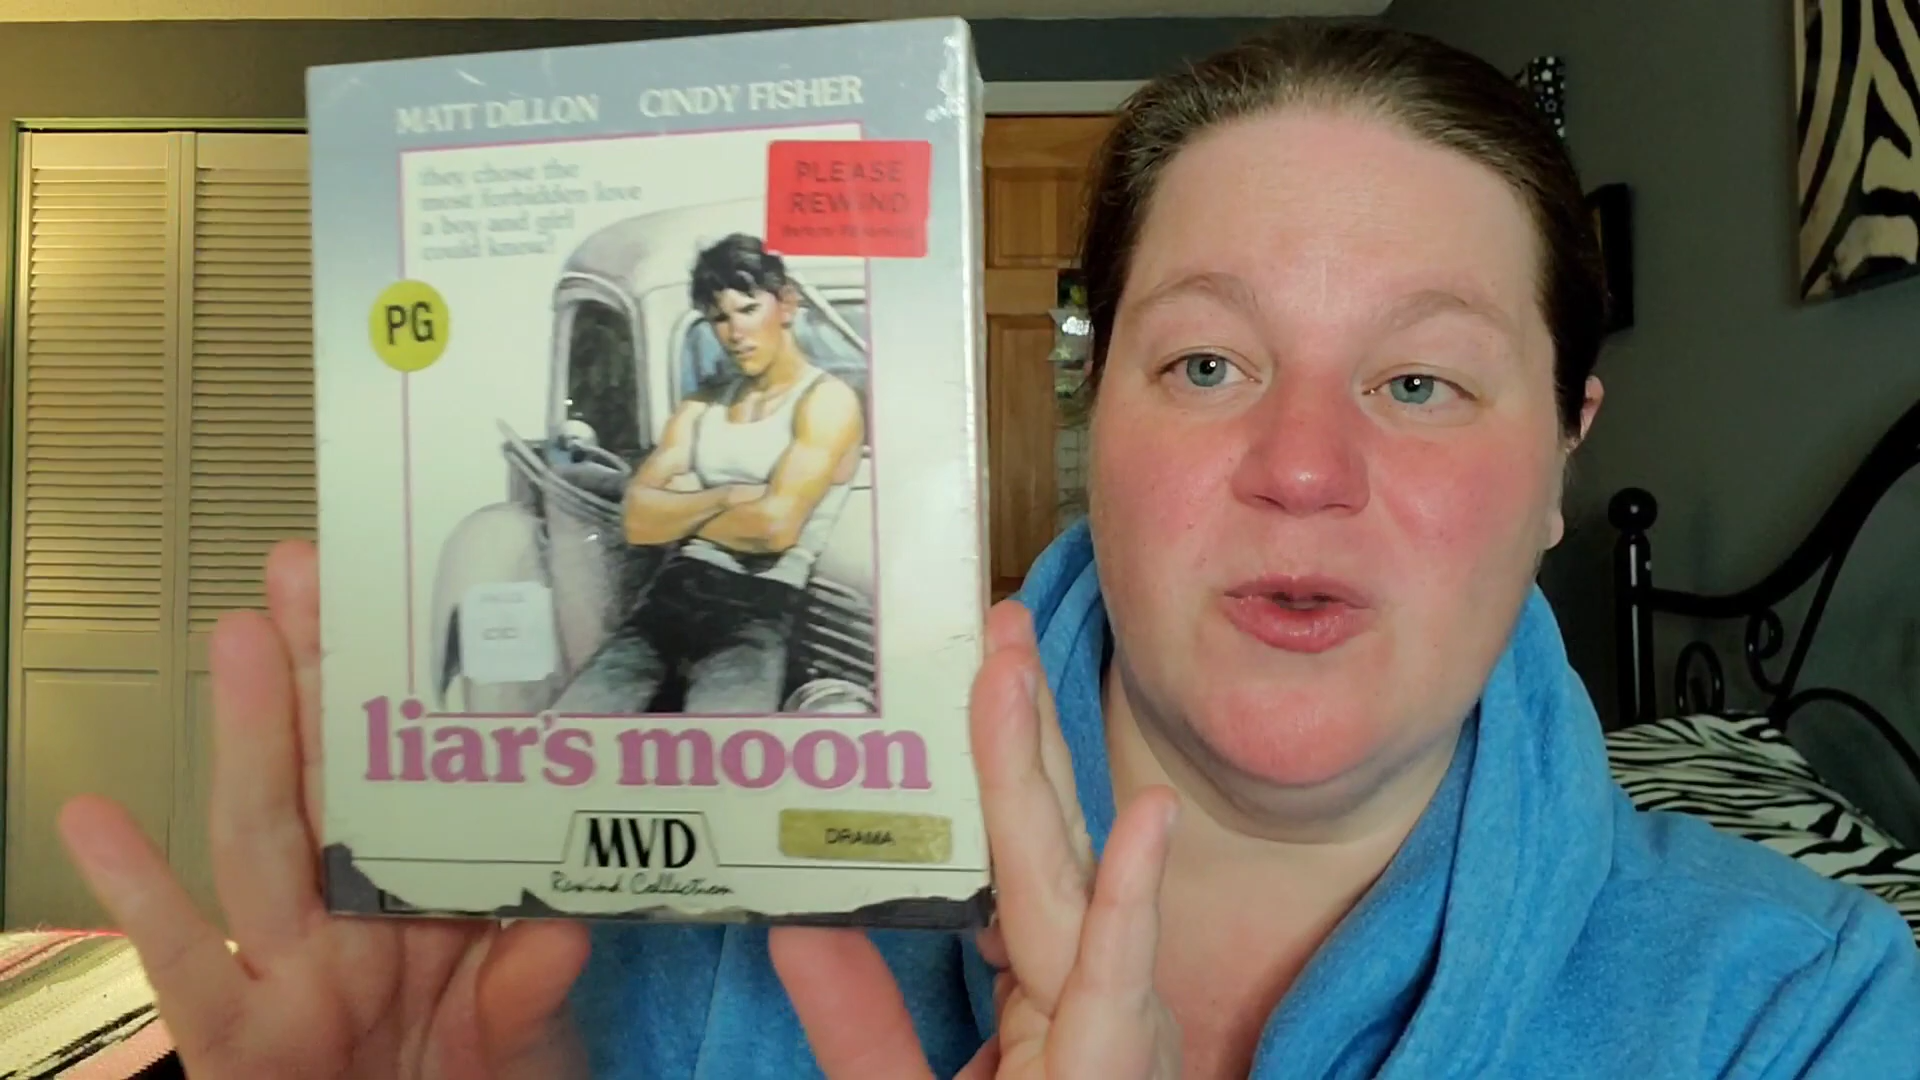 MATT DILLON CINDY FISHER
they chose the
most forbidden love
a boy and girl
could know!
PLEASE
REWIND
PG
liar's moon
MVD
DRAMA
Rewind Collection